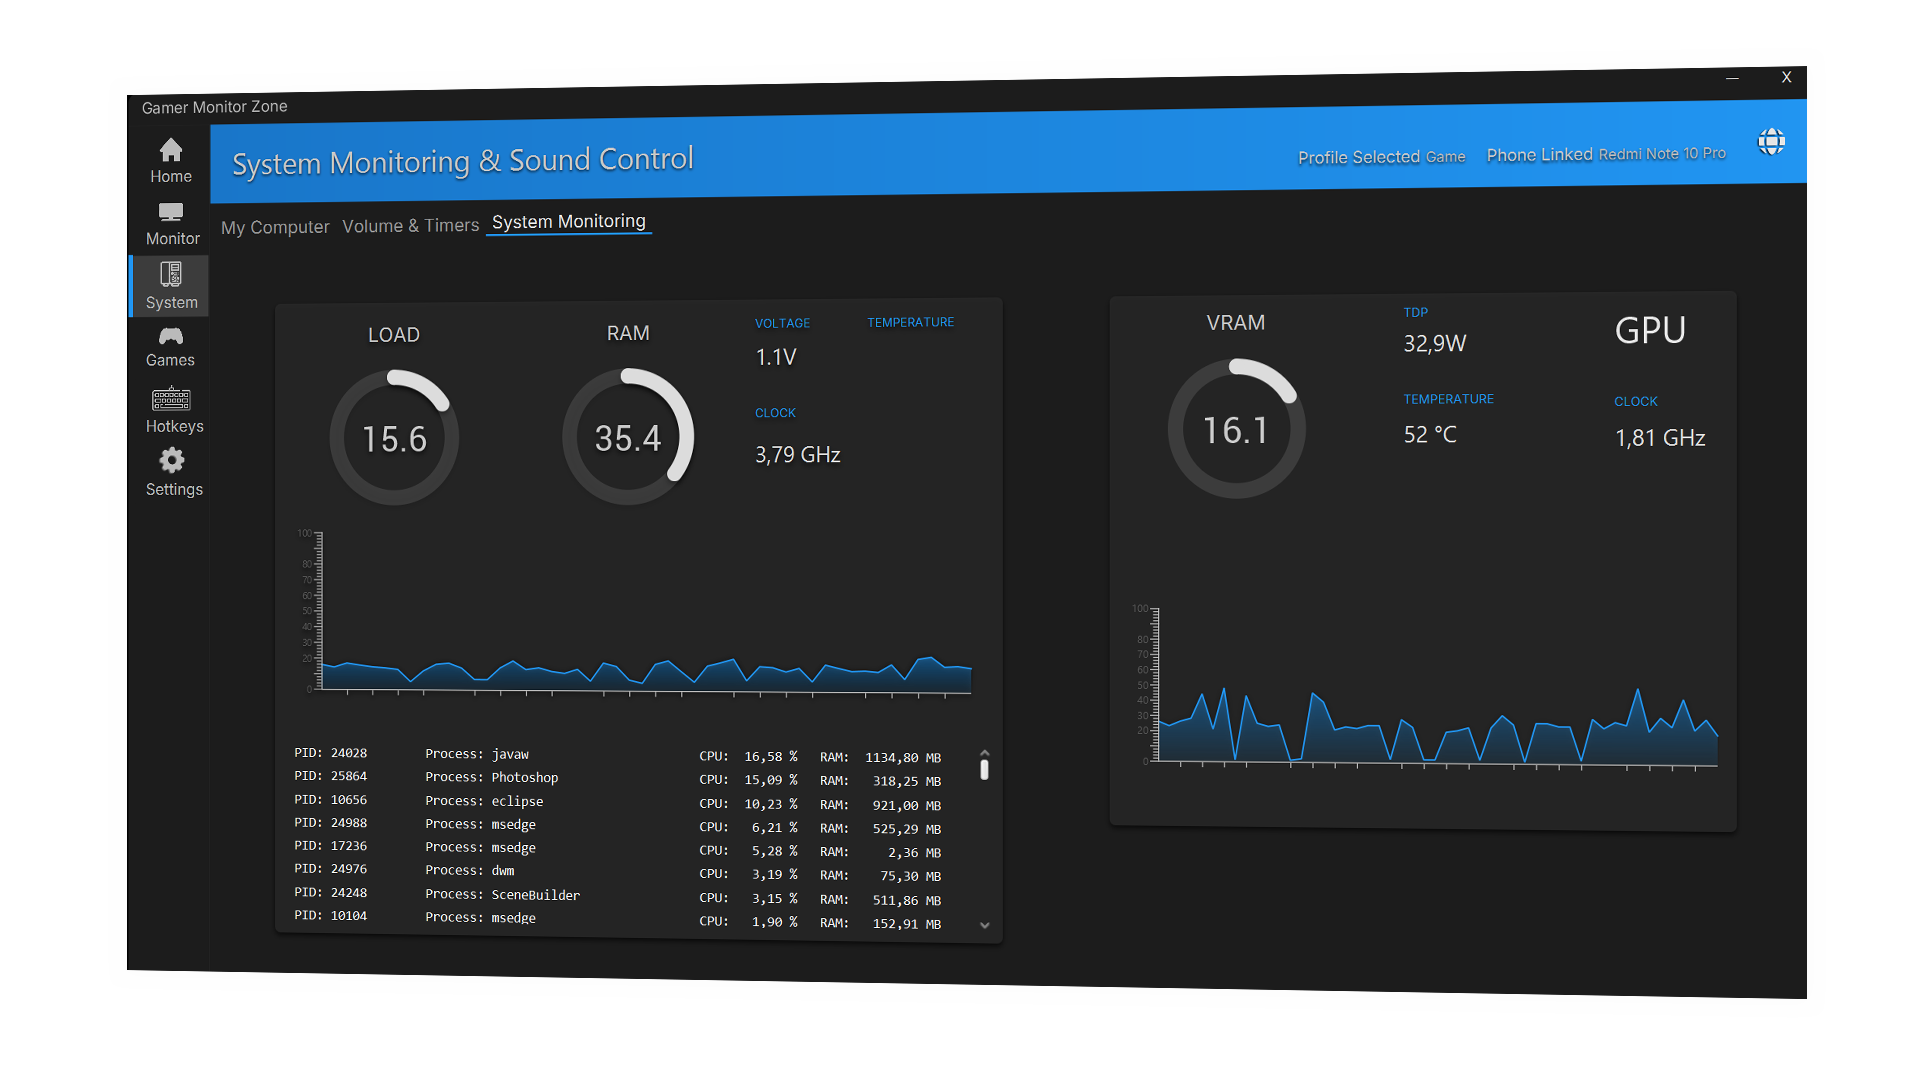 Gamer Monitor Zone
— X
System Monitoring & Sound Control
Profile Selected Game Phone Linked Redmi Note 10 Pro
Home
Monitor
System
Games
Hotkeys
Settings
My Computer Volume & Timers System Monitoring
LOAD
15.6
RAM
35.4
VOLTAGE
1.1V
TEMPERATURE
CLOCK
3,79 GHz
100
80
70
60
50
40
30
20
0
PID: 24028 Process: javaw CPU: 16,58 % RAM: 1134,80 MB
PID: 25864 Process: Photoshop CPU: 15,09 % RAM: 318,25 MB
PID: 10656 Process: eclipse CPU: 10,23 % RAM: 921,00 MB
PID: 24988 Process: msedge CPU: 6,21 % RAM: 525,29 MB
PID: 17236 Process: msedge CPU: 5,28 % RAM: 2,36 MB
PID: 24976 Process: dwm CPU: 3,19 % RAM: 75,30 MB
PID: 24248 Process: SceneBuilder CPU: 3,15 % RAM: 511,86 MB
PID: 10104 Process: msedge CPU: 1,90 % RAM: 152,91 MB
VRAM
16.1
TDP
32,9W
GPU
TEMPERATURE
52 °C
CLOCK
1,81 GHz
100
80
70
60
50
40
30
20
0